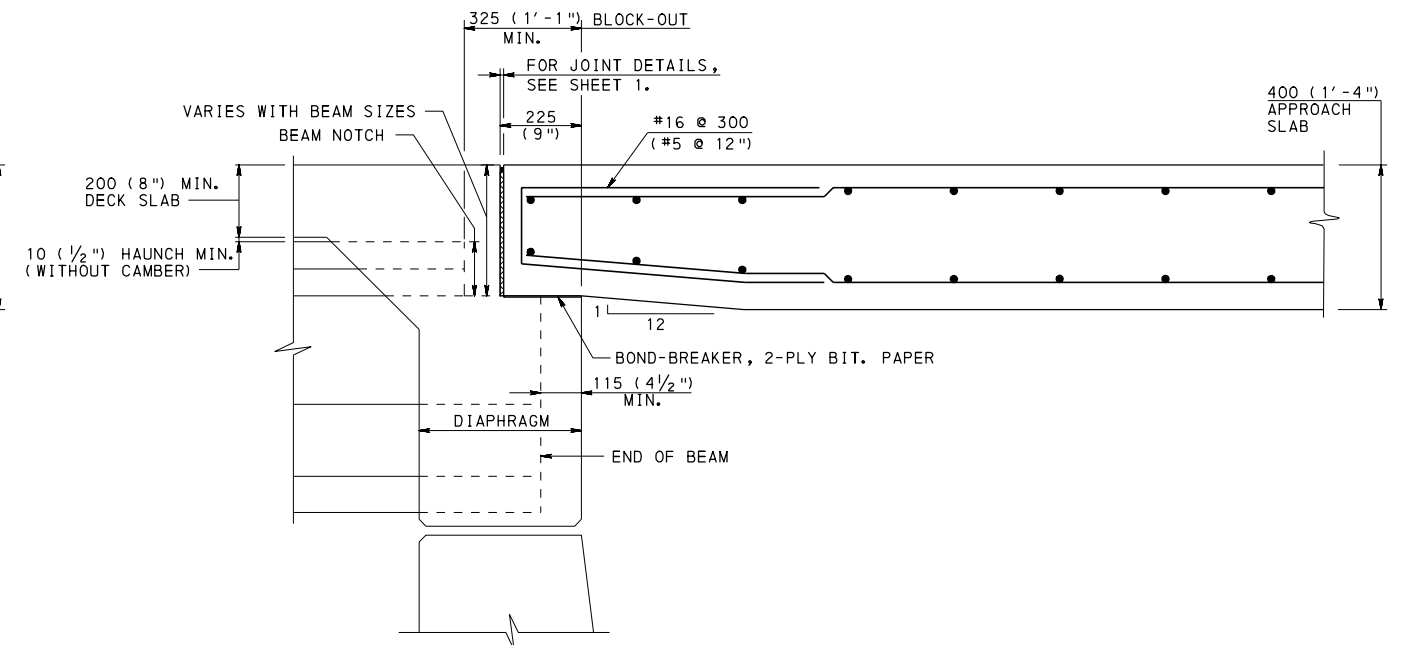 325 (1'-1") BLOCK-OUT
MIN.
FOR JOINT DETAILS,
SEE SHEET 1.
VARIES WITH BEAM SIZES
BEAM NOTCH
225
(9")
#16 @ 300
(#5 @ 12")
400 (1'-4")
APPROACH
SLAB
200 (8") MIN.
DECK SLAB
10 (1/2") HAUNCH MIN.
(WITHOUT CAMBER)
1
12
BOND-BREAKER, 2-PLY BIT. PAPER
115 (4 1/2")
MIN.
DIAPHRAGM
END OF BEAM